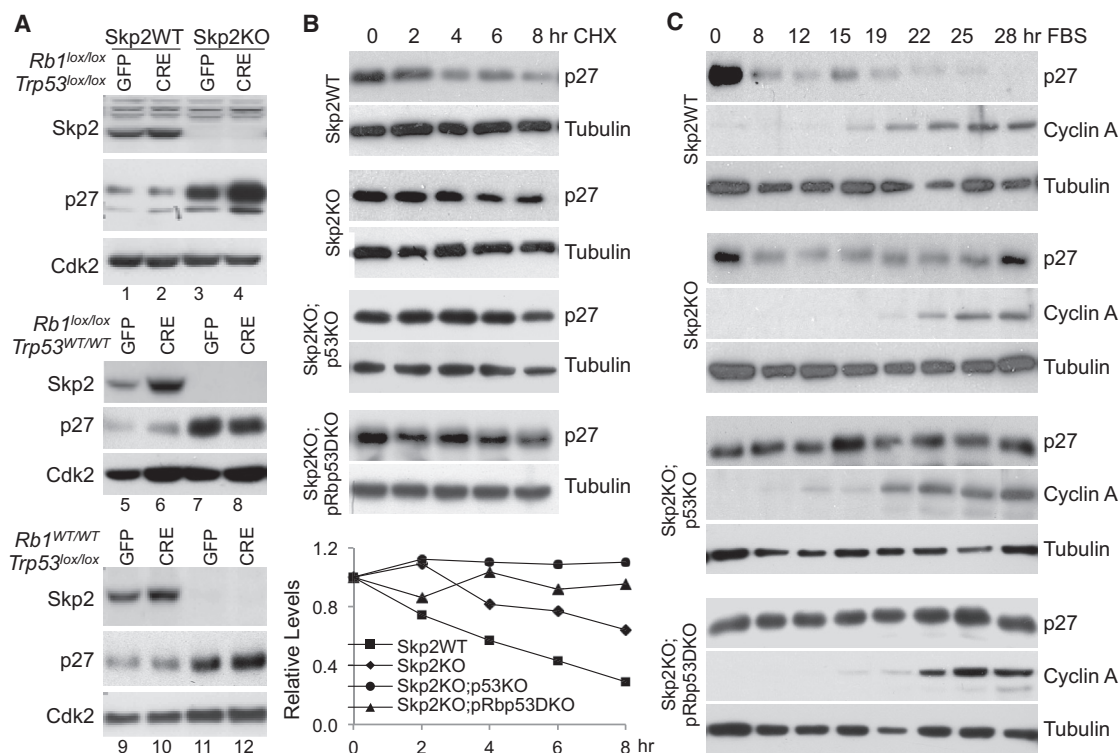 A
Skp2WT Skp2KO
Rb1lox/lox
Trp53lox/lox
GFP CRE GFP CRE
Skp2
p27
Cdk2
1 2 3 4
Rb1lox/lox
Trp53WT/WT
GFP CRE GFP CRE
Skp2
p27
Cdk2
5 6 7 8
Rb1WT/WT
Trp53lox/lox
GFP CRE GFP CRE
Skp2
p27
Cdk2
9 10 11 12
B
0 2 4 6 8 hr CHX
Skp2WT
p27
Tubulin
Skp2KO
p27
Tubulin
Skp2KO;
p53KO
p27
Tubulin
Skp2KO;
pRbp53DKO
p27
Tubulin
Relative Levels
1.2
0.8
0.4
0.0
Skp2WT
Skp2KO
Skp2KO;p53KO
Skp2KO;pRbp53DKO
0 2 4 6 8 hr
C
0 8 12 15 19 22 25 28 hr FBS
Skp2WT
p27
Cyclin A
Tubulin
Skp2KO
p27
Cyclin A
Tubulin
Skp2KO;
p53KO
p27
Cyclin A
Tubulin
Skp2KO;
pRbp53DKO
p27
Cyclin A
Tubulin